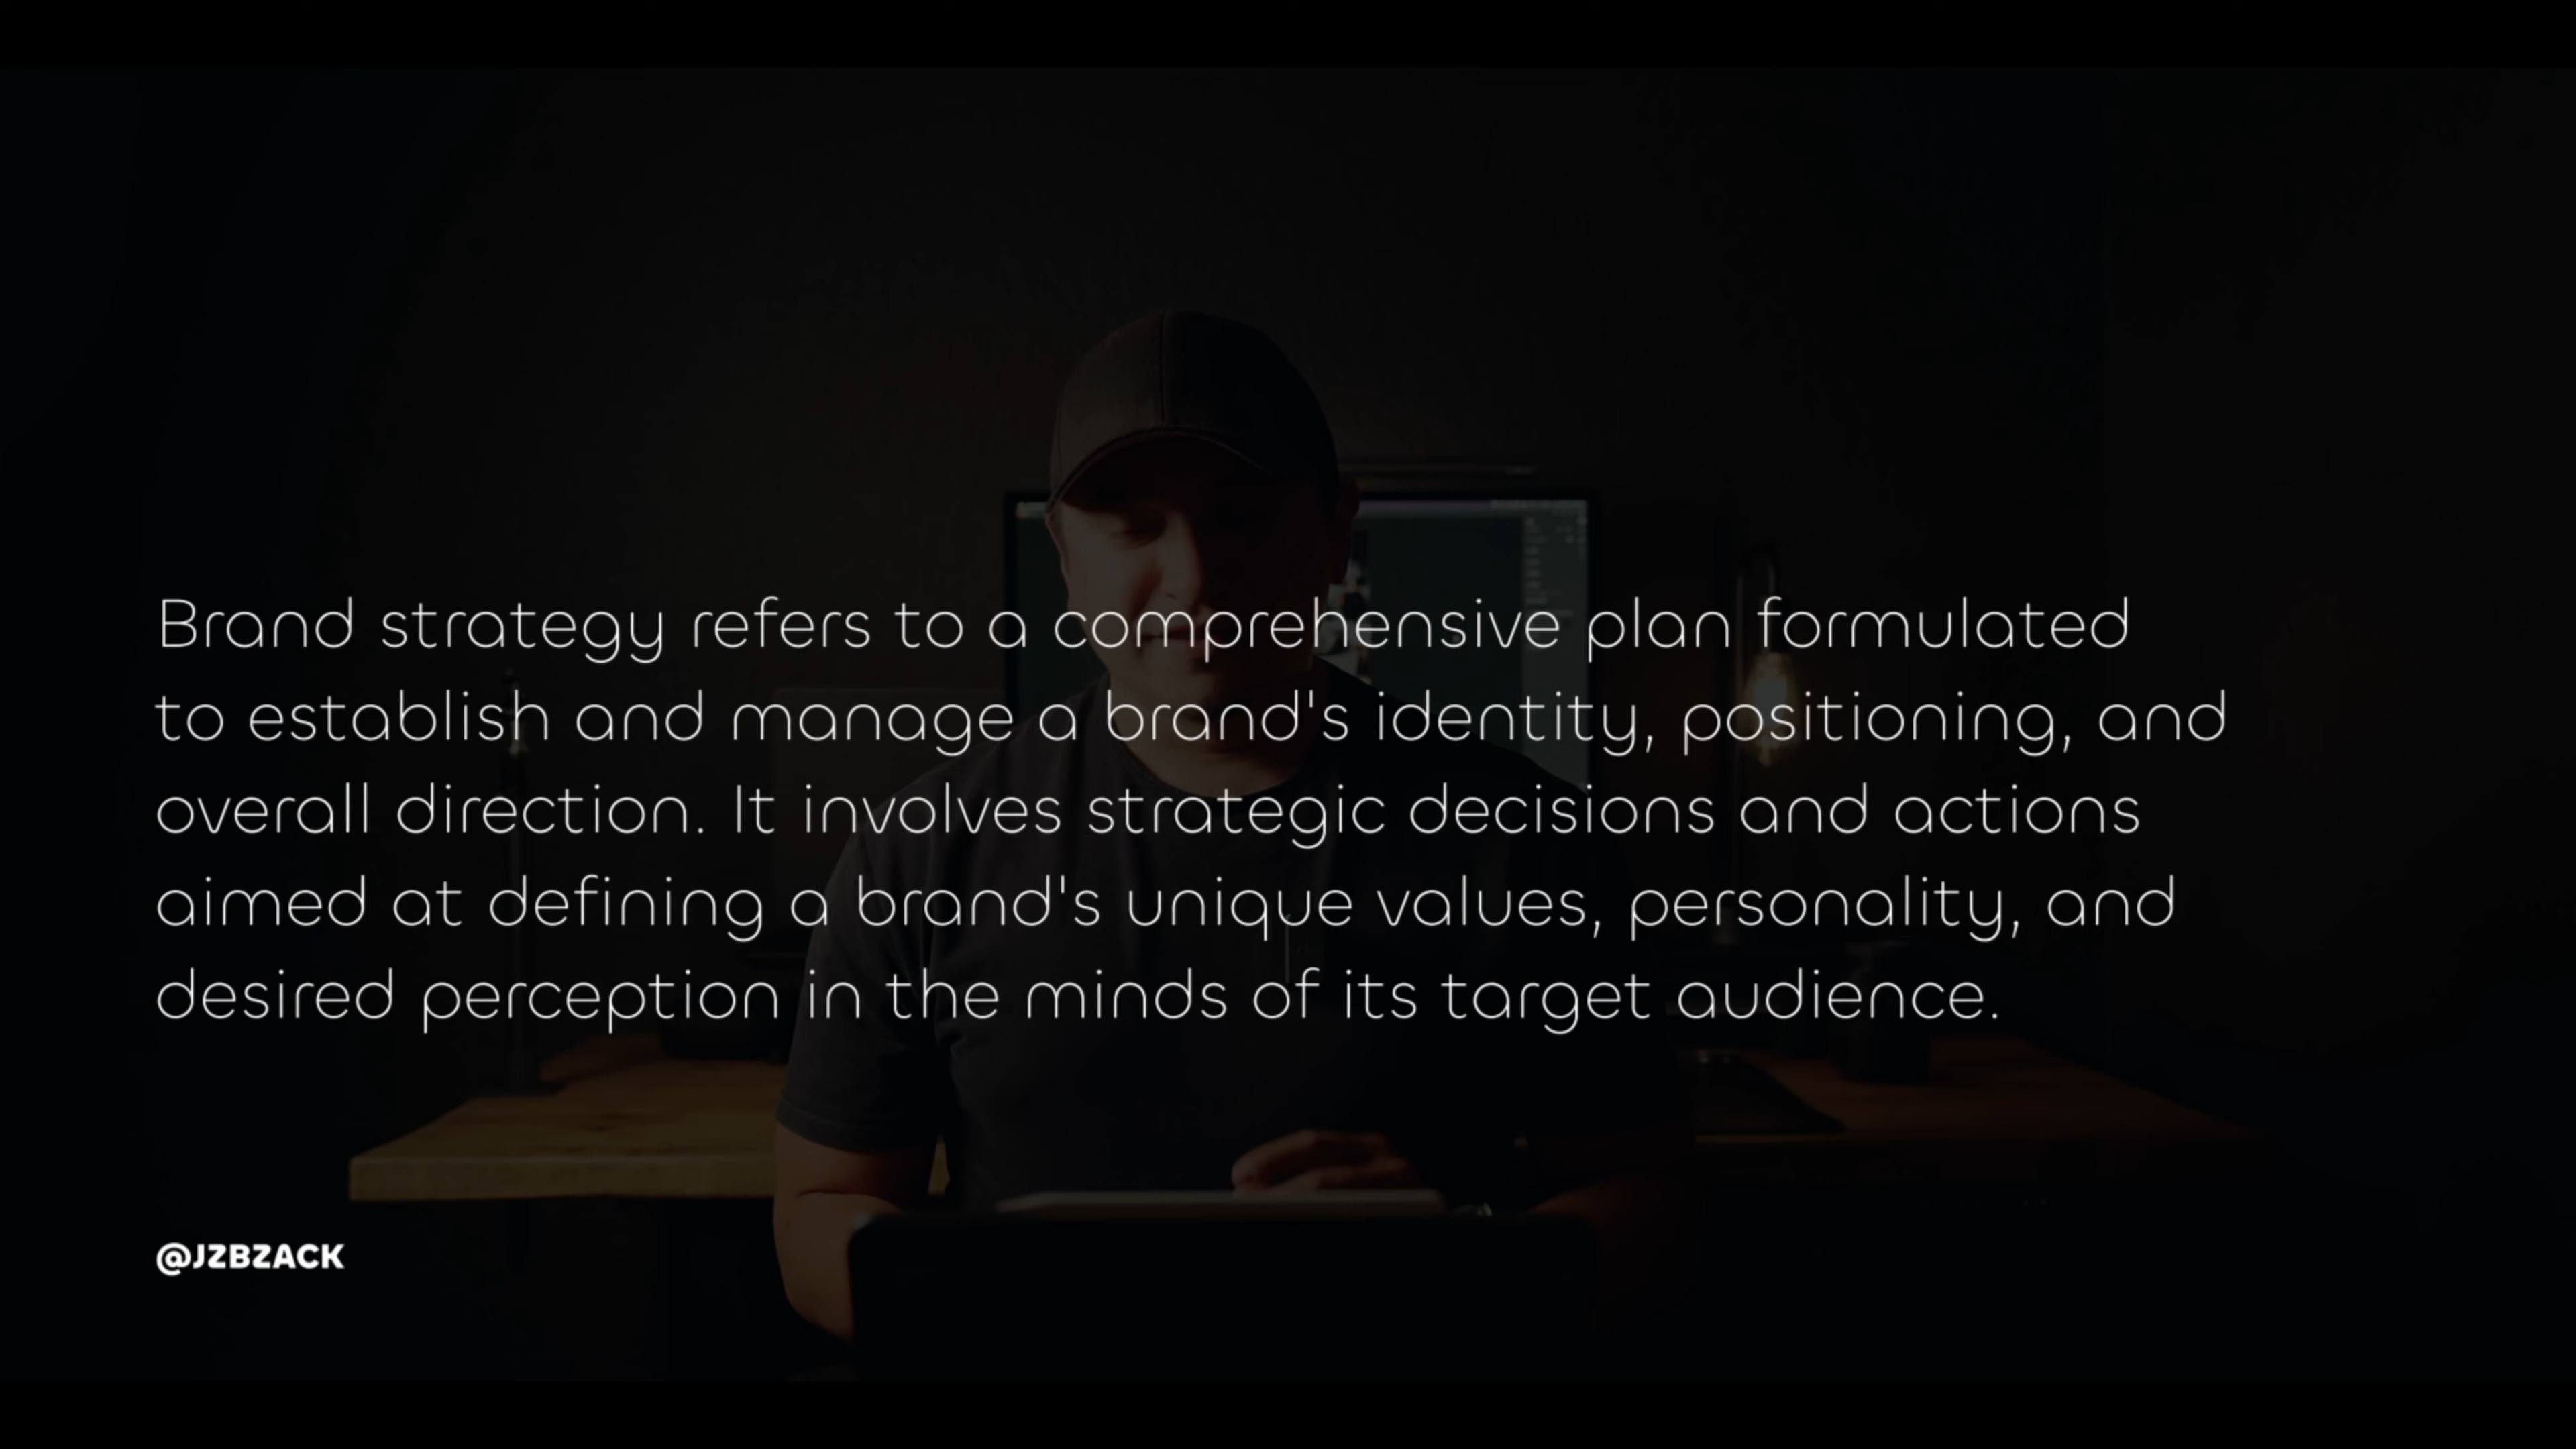 Brand strategy refers to a comprehensive plan formulated
to establish and manage a brand's identity, positioning, and
overall direction. It involves strategic decisions and actions
aimed at defining a brand's unique values, personality, and
desired perception in the minds of its target audience.
@JZBZACK